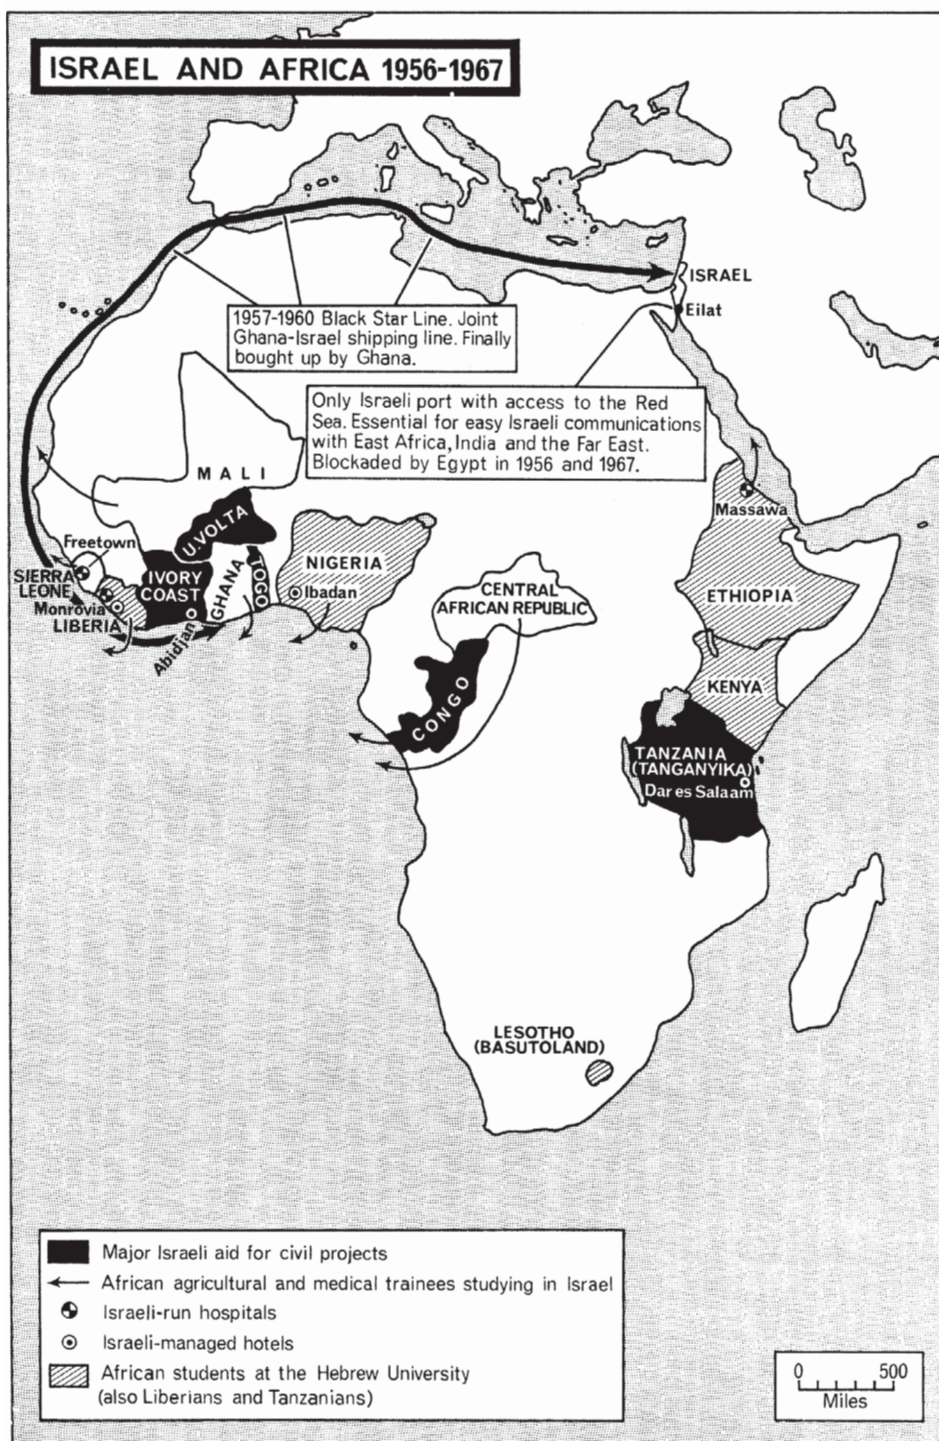 ISRAEL AND AFRICA 1956-1967
ISRAEL
Eilat
1957-1960 Black Star Line. Joint
Ghana-Israel shipping line. Finally
bought up by Ghana.
Only Israeli port with access to the Red
Sea. Essential for easy Israeli communications
with East Africa, India and the Far East.
Blockaded by Egypt in 1956 and 1967.
MALI
Massawa
U.VOLTA
Freetown
NIGERIA
SIERRA
LEONE
IVORY
COAST
GHANA
TOGO
Ibadan
CENTRAL
AFRICAN REPUBLIC
ETHIOPIA
Monrovia
LIBERIA
Abidjan
KENYA
CONGO
TANZANIA
(TANGANYIKA)
Dar es Salaam
LESOTHO
(BASUTOLAND)
Major Israeli aid for civil projects
African agricultural and medical trainees studying in Israel
Israeli-run hospitals
Israeli-managed hotels
African students at the Hebrew University
(also Liberians and Tanzanians)
0 500
Miles